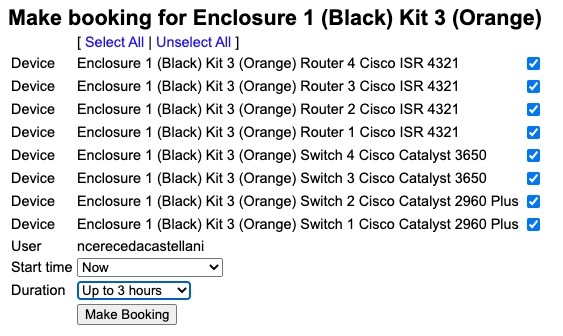 Make booking for Enclosure 1 (Black) Kit 3 (Orange)
[ Select All | Unselect All ]
Device Enclosure 1 (Black) Kit 3 (Orange) Router 4 Cisco ISR 4321
Device Enclosure 1 (Black) Kit 3 (Orange) Router 3 Cisco ISR 4321
Device Enclosure 1 (Black) Kit 3 (Orange) Router 2 Cisco ISR 4321
Device Enclosure 1 (Black) Kit 3 (Orange) Router 1 Cisco ISR 4321
Device Enclosure 1 (Black) Kit 3 (Orange) Switch 4 Cisco Catalyst 3650
Device Enclosure 1 (Black) Kit 3 (Orange) Switch 3 Cisco Catalyst 3650
Device Enclosure 1 (Black) Kit 3 (Orange) Switch 2 Cisco Catalyst 2960 Plus
Device Enclosure 1 (Black) Kit 3 (Orange) Switch 1 Cisco Catalyst 2960 Plus
User ncerecedacastellani
Start time Now
Duration Up to 3 hours
Make Booking